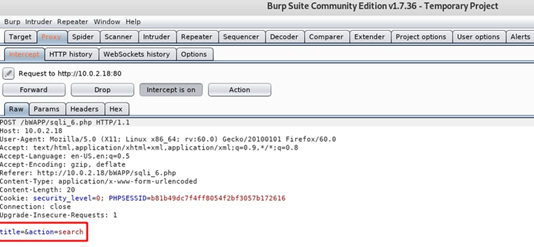 Burp Suite Community Edition v1.7.36 - Temporary Project
Burp Intruder Repeater Window Help
Target Proxy Spider Scanner Intruder Repeater Sequencer Decoder Comparer Extender Project options User options Alerts
Intercept HTTP history WebSockets history Options
Request to http://10.0.2.18:80
Forward Drop Intercept is on Action
Raw Params Headers Hex
POST /bWAPP/sqli_6.php HTTP/1.1
Host: 10.0.2.18
User-Agent: Mozilla/5.0 (X11; Linux x86_64; rv:60.0) Gecko/20100101 Firefox/60.0
Accept: text/html,application/xhtml+xml,application/xml;q=0.9,*/*;q=0.8
Accept-Language: en-US,en;q=0.5
Accept-Encoding: gzip, deflate
Referer: http://10.0.2.18/bWAPP/sqli_6.php
Content-Type: application/x-www-form-urlencoded
Content-Length: 20
Cookie: security_level=0; PHPSESSID=b81b49dc7f4ff8054f2bf3057b172616
Connection: close
Upgrade-Insecure-Requests: 1
title=&action=search